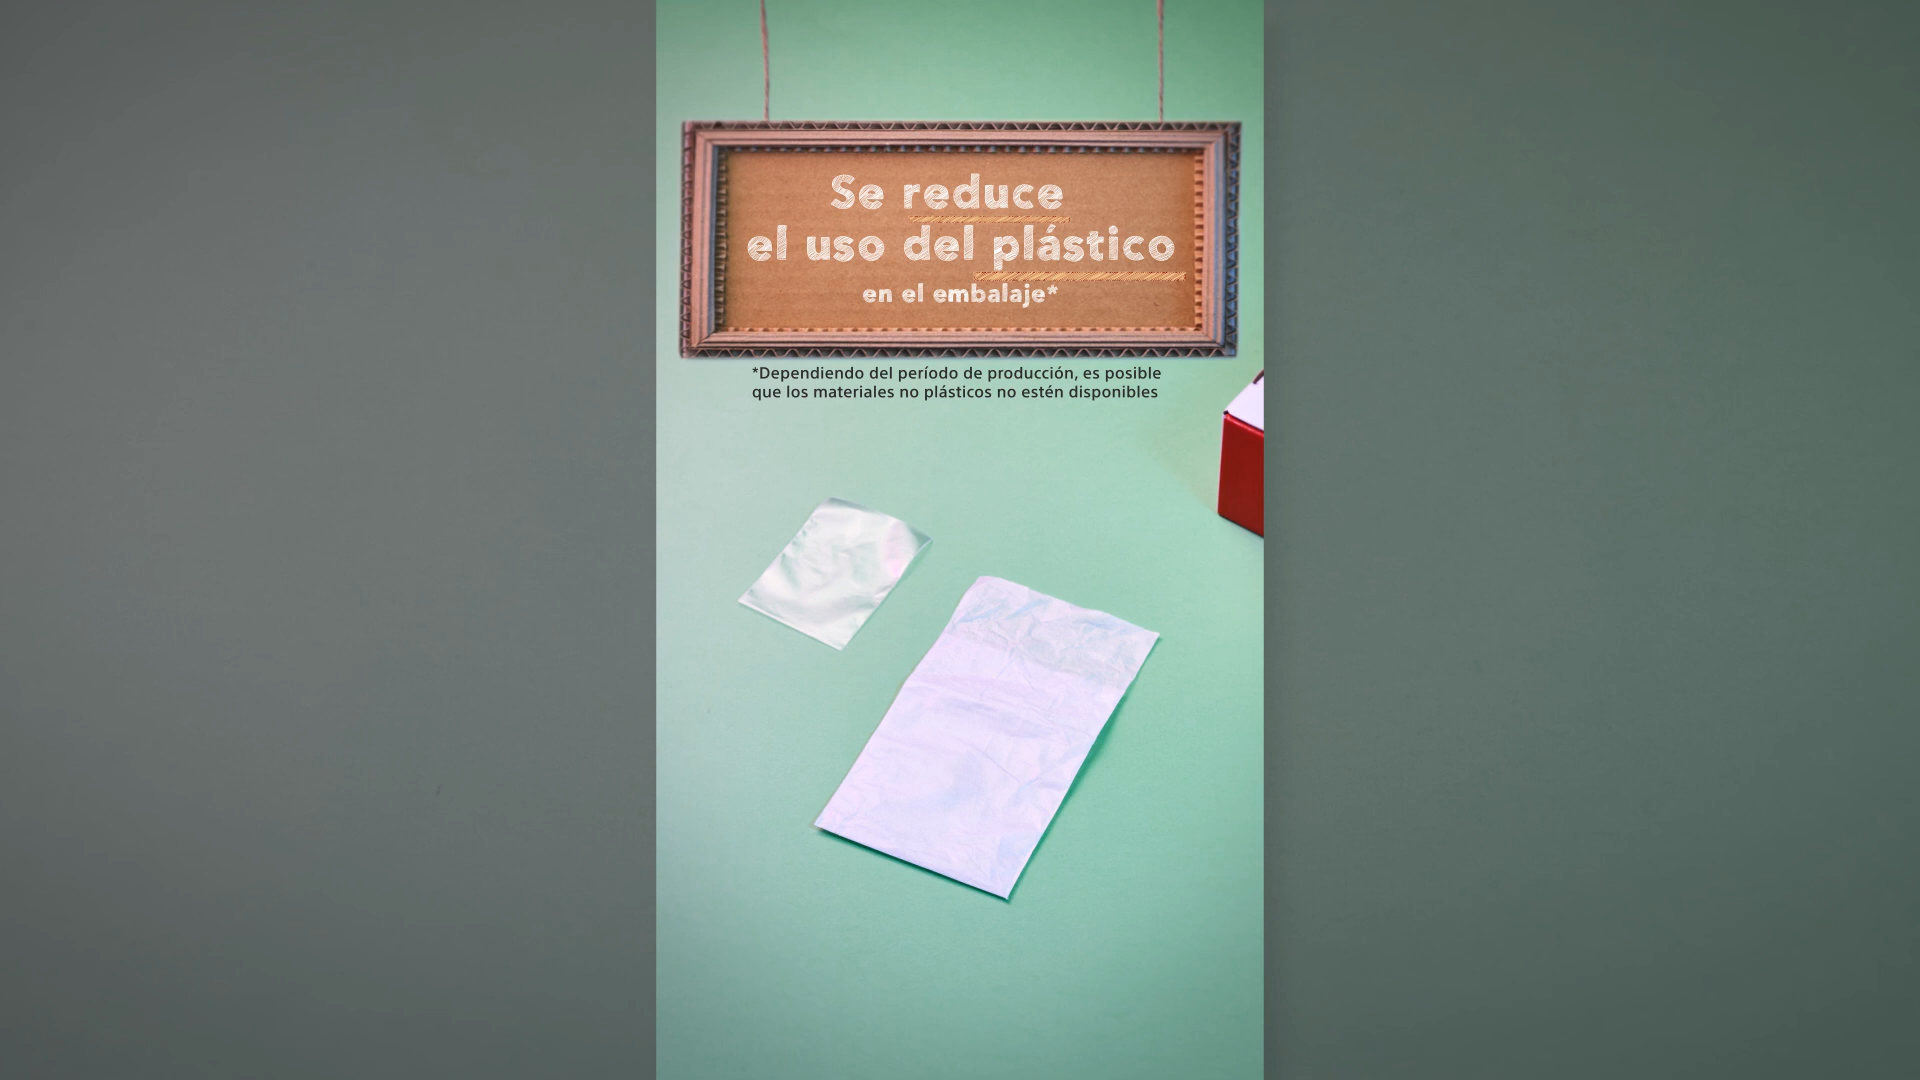 Se reduce
el uso del plástico
en el embalaje*
*Dependiendo del período de producción, es posible
que los materiales no plásticos no estén disponibles